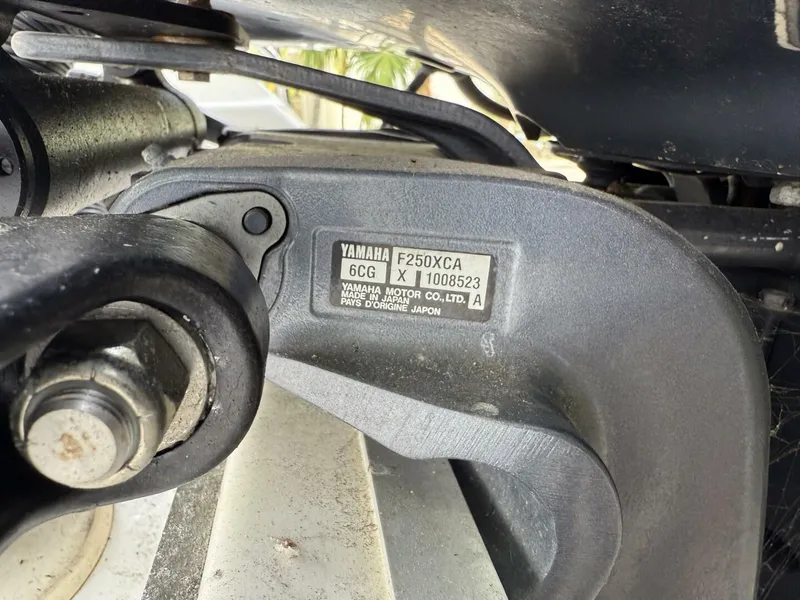 YAMAHA F250XCA
6CG X 1008523
YAMAHA MOTOR CO., LTD. A
MADE IN JAPAN
PAYS D'ORIGINE JAPON